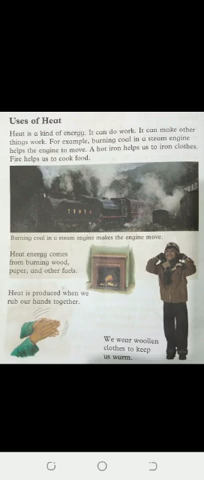 Uses of Heat
Heat is a kind of energy. It can do work. It can make other
things work. For example, burning coal in a steam engine
helps the engine to move. A hot iron helps us to iron clothes.
Fire helps us to cook food.
Burning coal in a steam engine makes the engine move.
Heat energy comes
from burning wood,
paper, and other fuels.
Heat is produced when we
rub our hands together.
We wear woollen
clothes to keep
us warm.